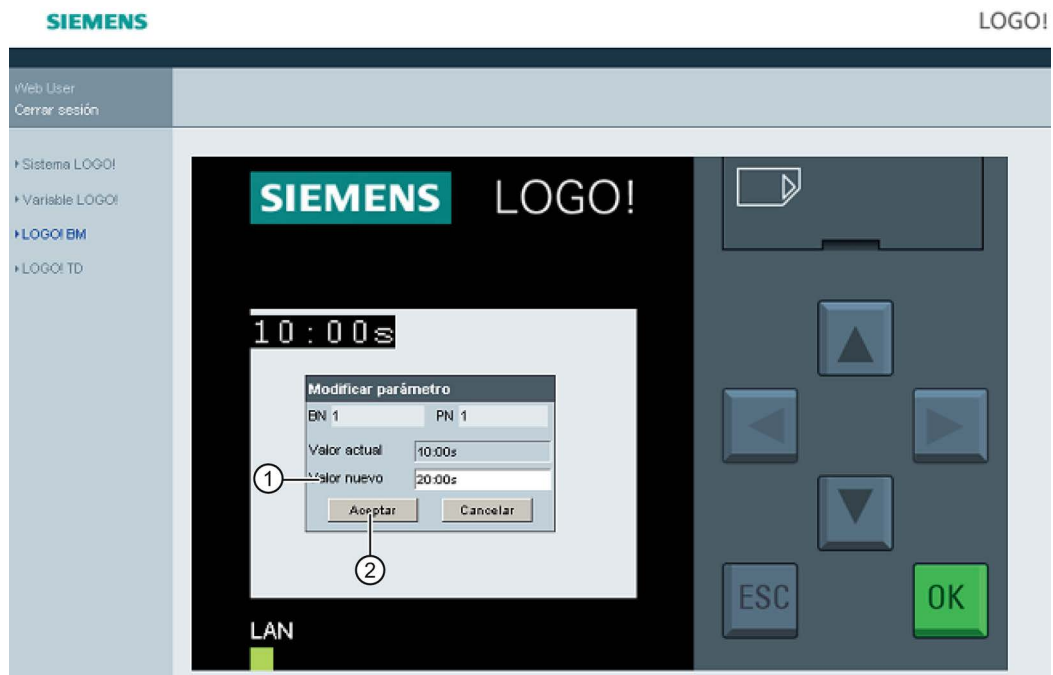 SIEMENS
LOGO!
Web User
Cerrar sesión
Sistema LOGO!
Variable LOGO!
LOGO! BM
LOGO! TD
SIEMENS LOGO!
10:00s
Modificar parámetro
BN 1 PN 1
Valor actual 10:00s
1 Valor nuevo 20:00s
Aceptar Cancelar
2
ESC OK
LAN